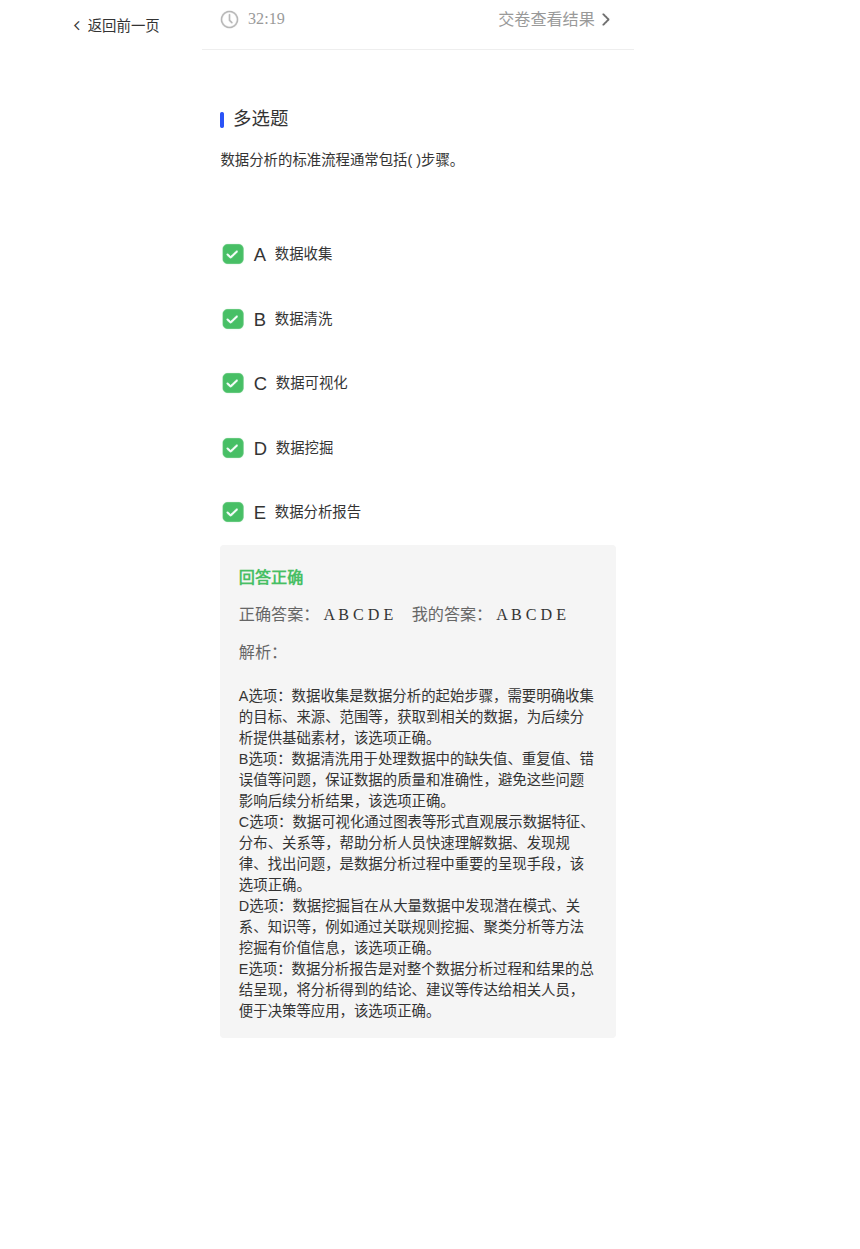 返回前一页
32:19
交卷查看结果
多选题
数据分析的标准流程通常包括( )步骤。
A 数据收集
B 数据清洗
C 数据可视化
D 数据挖掘
E 数据分析报告
回答正确
正确答案： A B C D E 我的答案： A B C D E
解析：
A选项：数据收集是数据分析的起始步骤，需要明确收集
的目标、来源、范围等，获取到相关的数据，为后续分
析提供基础素材，该选项正确。
B选项：数据清洗用于处理数据中的缺失值、重复值、错
误值等问题，保证数据的质量和准确性，避免这些问题
影响后续分析结果，该选项正确。
C选项：数据可视化通过图表等形式直观展示数据特征、
分布、关系等，帮助分析人员快速理解数据、发现规
律、找出问题，是数据分析过程中重要的呈现手段，该
选项正确。
D选项：数据挖掘旨在从大量数据中发现潜在模式、关
系、知识等，例如通过关联规则挖掘、聚类分析等方法
挖掘有价值信息，该选项正确。
E选项：数据分析报告是对整个数据分析过程和结果的总
结呈现，将分析得到的结论、建议等传达给相关人员，
便于决策等应用，该选项正确。